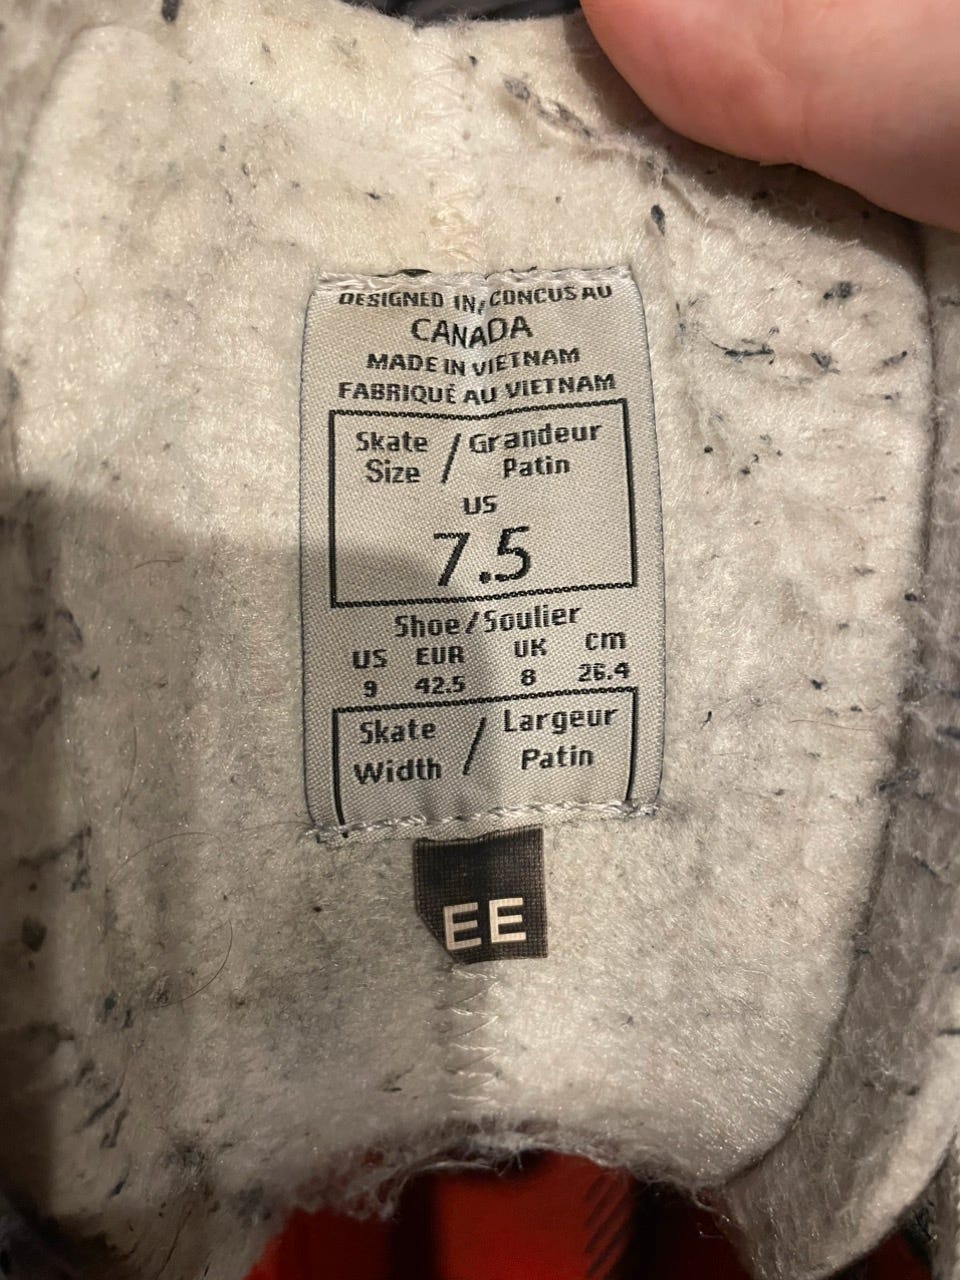 DESIGNED IN/CONCUS AU
CANADA
MADE IN VIETNAM
FABRIQUÉ AU VIETNAM
Skate Size / Grandeur Patin
US
7.5
Shoe/Soulier
US EUR UK cm
9 42.5 8 26.4
Skate Width / Largeur Patin
EE